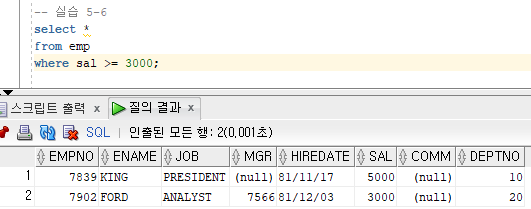 -- 실습 5-6
select *
from emp
where sal >= 3000;
스크립트 출력 x 질의 결과 x
SQL | 인출된 모든 행: 2(0,001초)
EMPNO ENAME JOB MGR HIREDATE SAL COMM DEPTNO
1 7839 KING PRESIDENT (null) 81/11/17 5000 (null) 10
2 7902 FORD ANALYST 7566 81/12/03 3000 (null) 20